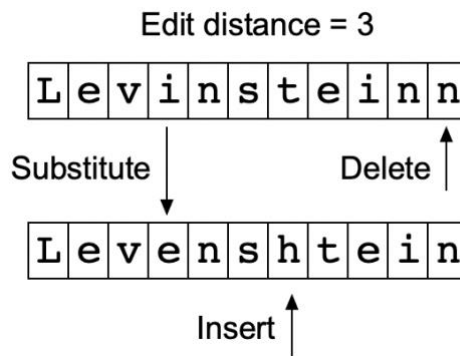 Edit distance = 3
Levinsteinn
Substitute Delete
Levenshtein
Insert